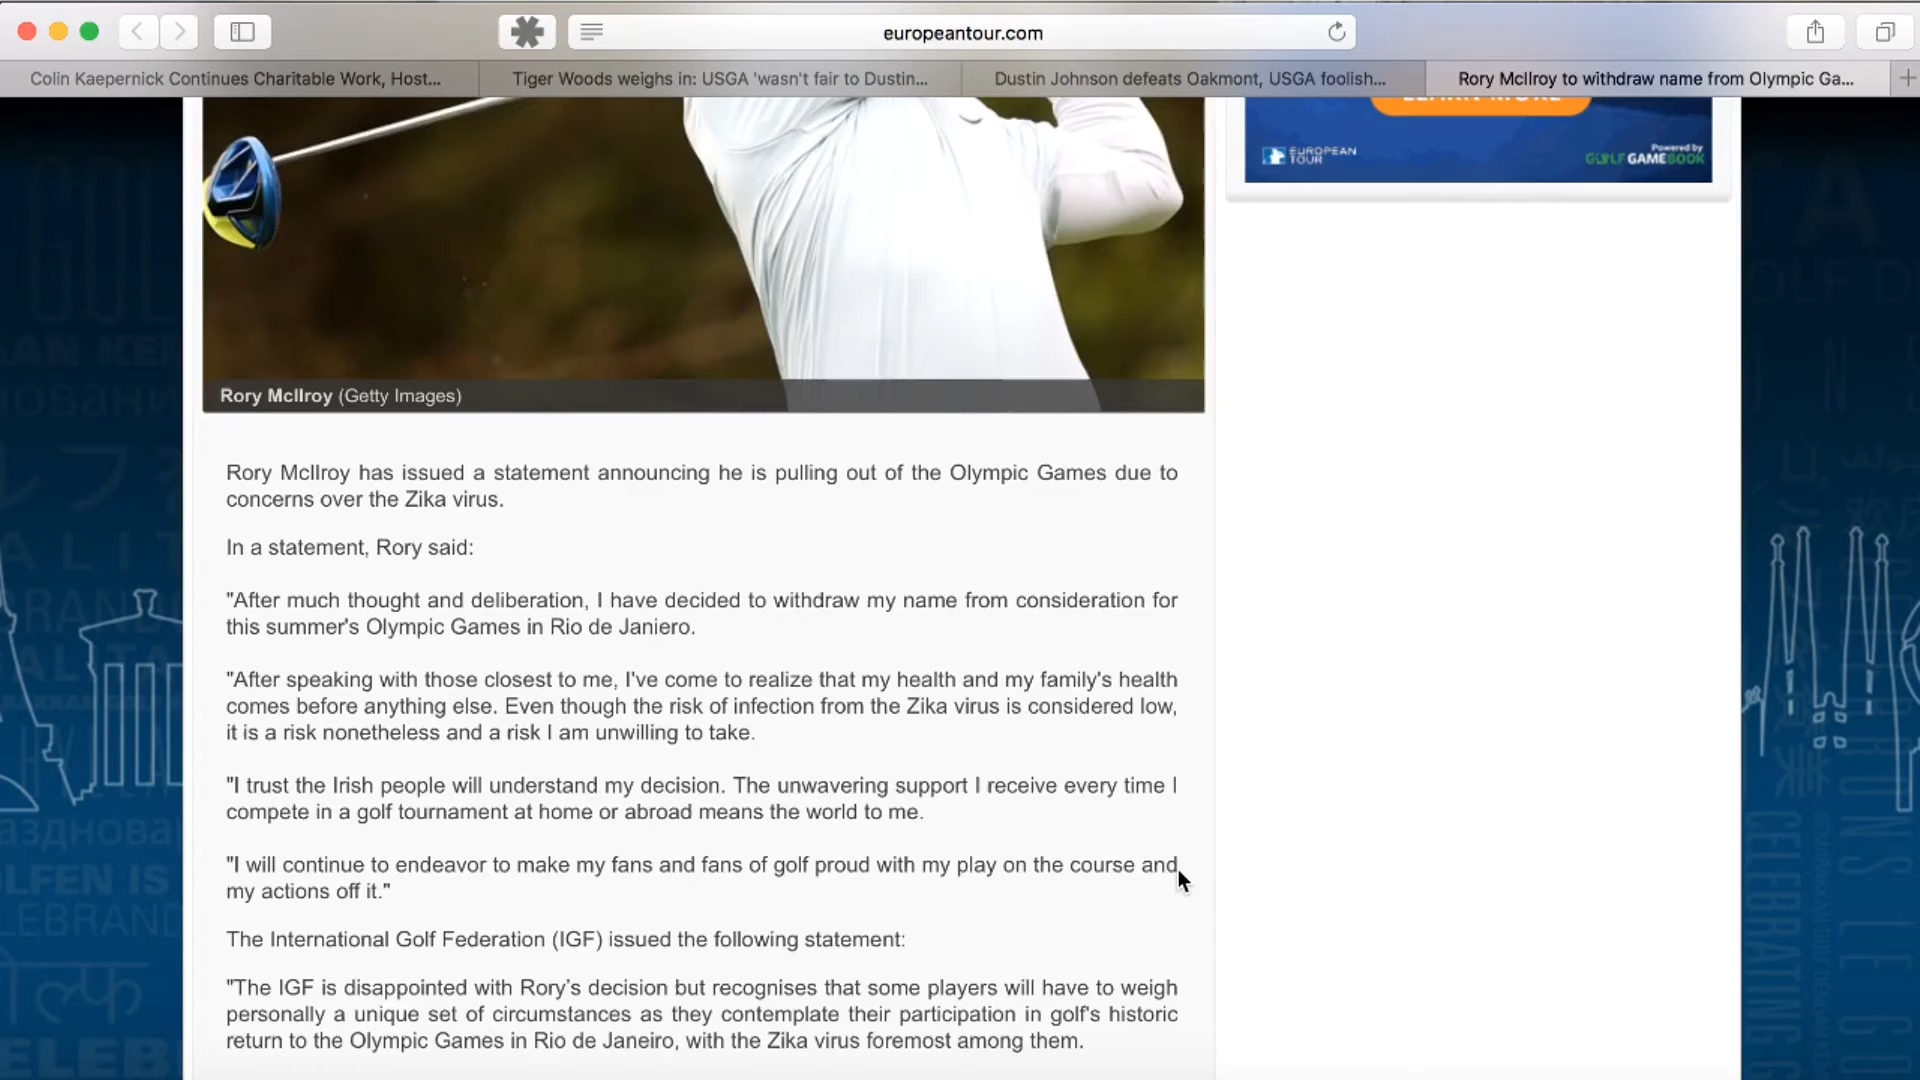 europeantour.com
Colin Kaepernick Continues Charitable Work, Host...
Tiger Woods weighs in: USGA 'wasn't fair to Dustin...
Dustin Johnson defeats Oakmont, USGA foolish...
Rory McIlroy to withdraw name from Olympic Ga...
LEARN MORE
EUROPEAN
TOUR
Powered by
GOLF GAMEBOOK
Rory McIlroy (Getty Images)
Rory McIlroy has issued a statement announcing he is pulling out of the Olympic Games due to
concerns over the Zika virus.
In a statement, Rory said:
"After much thought and deliberation, I have decided to withdraw my name from consideration for
this summer's Olympic Games in Rio de Janiero.
"After speaking with those closest to me, I've come to realize that my health and my family's health
comes before anything else. Even though the risk of infection from the Zika virus is considered low,
it is a risk nonetheless and a risk I am unwilling to take.
"I trust the Irish people will understand my decision. The unwavering support I receive every time I
compete in a golf tournament at home or abroad means the world to me.
"I will continue to endeavor to make my fans and fans of golf proud with my play on the course and
my actions off it."
The International Golf Federation (IGF) issued the following statement:
"The IGF is disappointed with Rory's decision but recognises that some players will have to weigh
personally a unique set of circumstances as they contemplate their participation in golf's historic
return to the Olympic Games in Rio de Janeiro, with the Zika virus foremost among them.
CELEBRATING